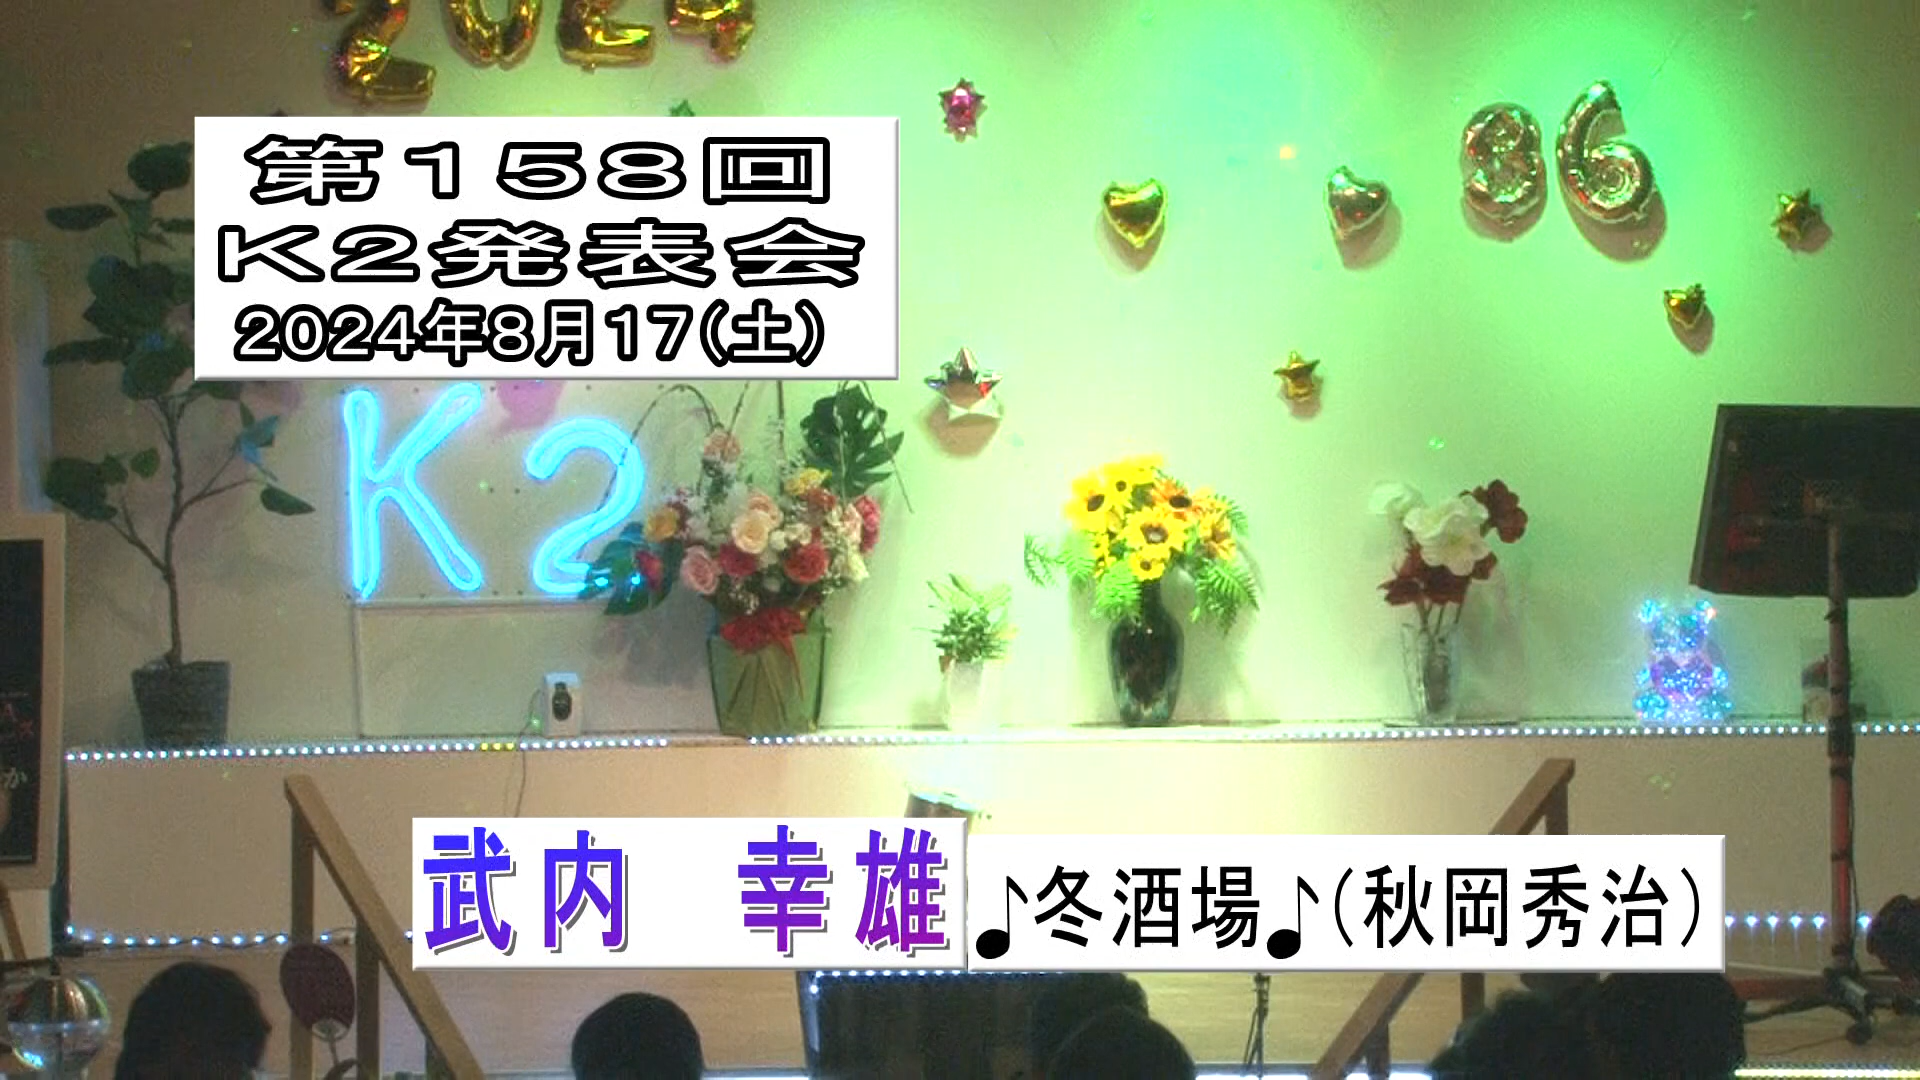 2024
86
第158回
K2発表会
2024年8月17(土)
K2
か
武内 幸雄
♪冬酒場♪(秋岡秀治)